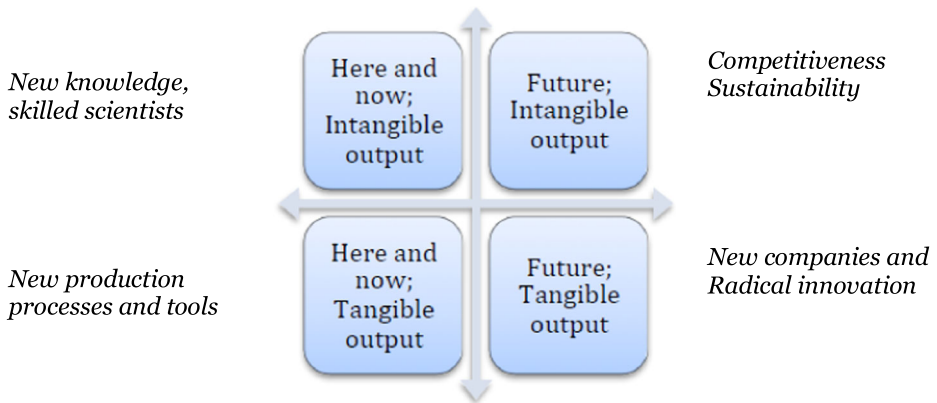 New knowledge,
skilled scientists
Here and
now;
Intangible
output
Future;
Intangible
output
Competitiveness
Sustainability
New production
processes and tools
Here and
now;
Tangible
output
Future;
Tangible
output
New companies and
Radical innovation